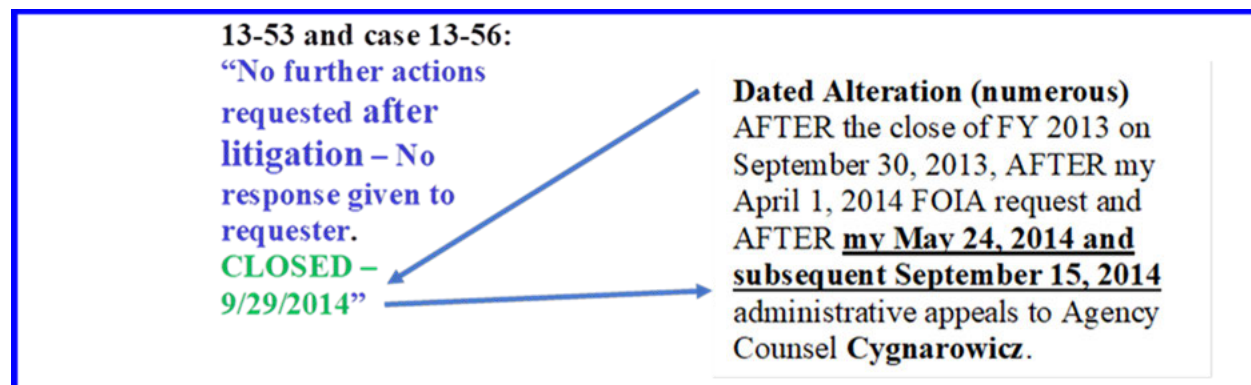 13-53 and case 13-56:
“No further actions
requested after
litigation – No
response given to
requester.
CLOSED –
9/29/2014”
Dated Alteration (numerous)
AFTER the close of FY 2013 on
September 30, 2013, AFTER my
April 1, 2014 FOIA request and
AFTER my May 24, 2014 and
subsequent September 15, 2014
administrative appeals to Agency
Counsel Cygnarowicz.